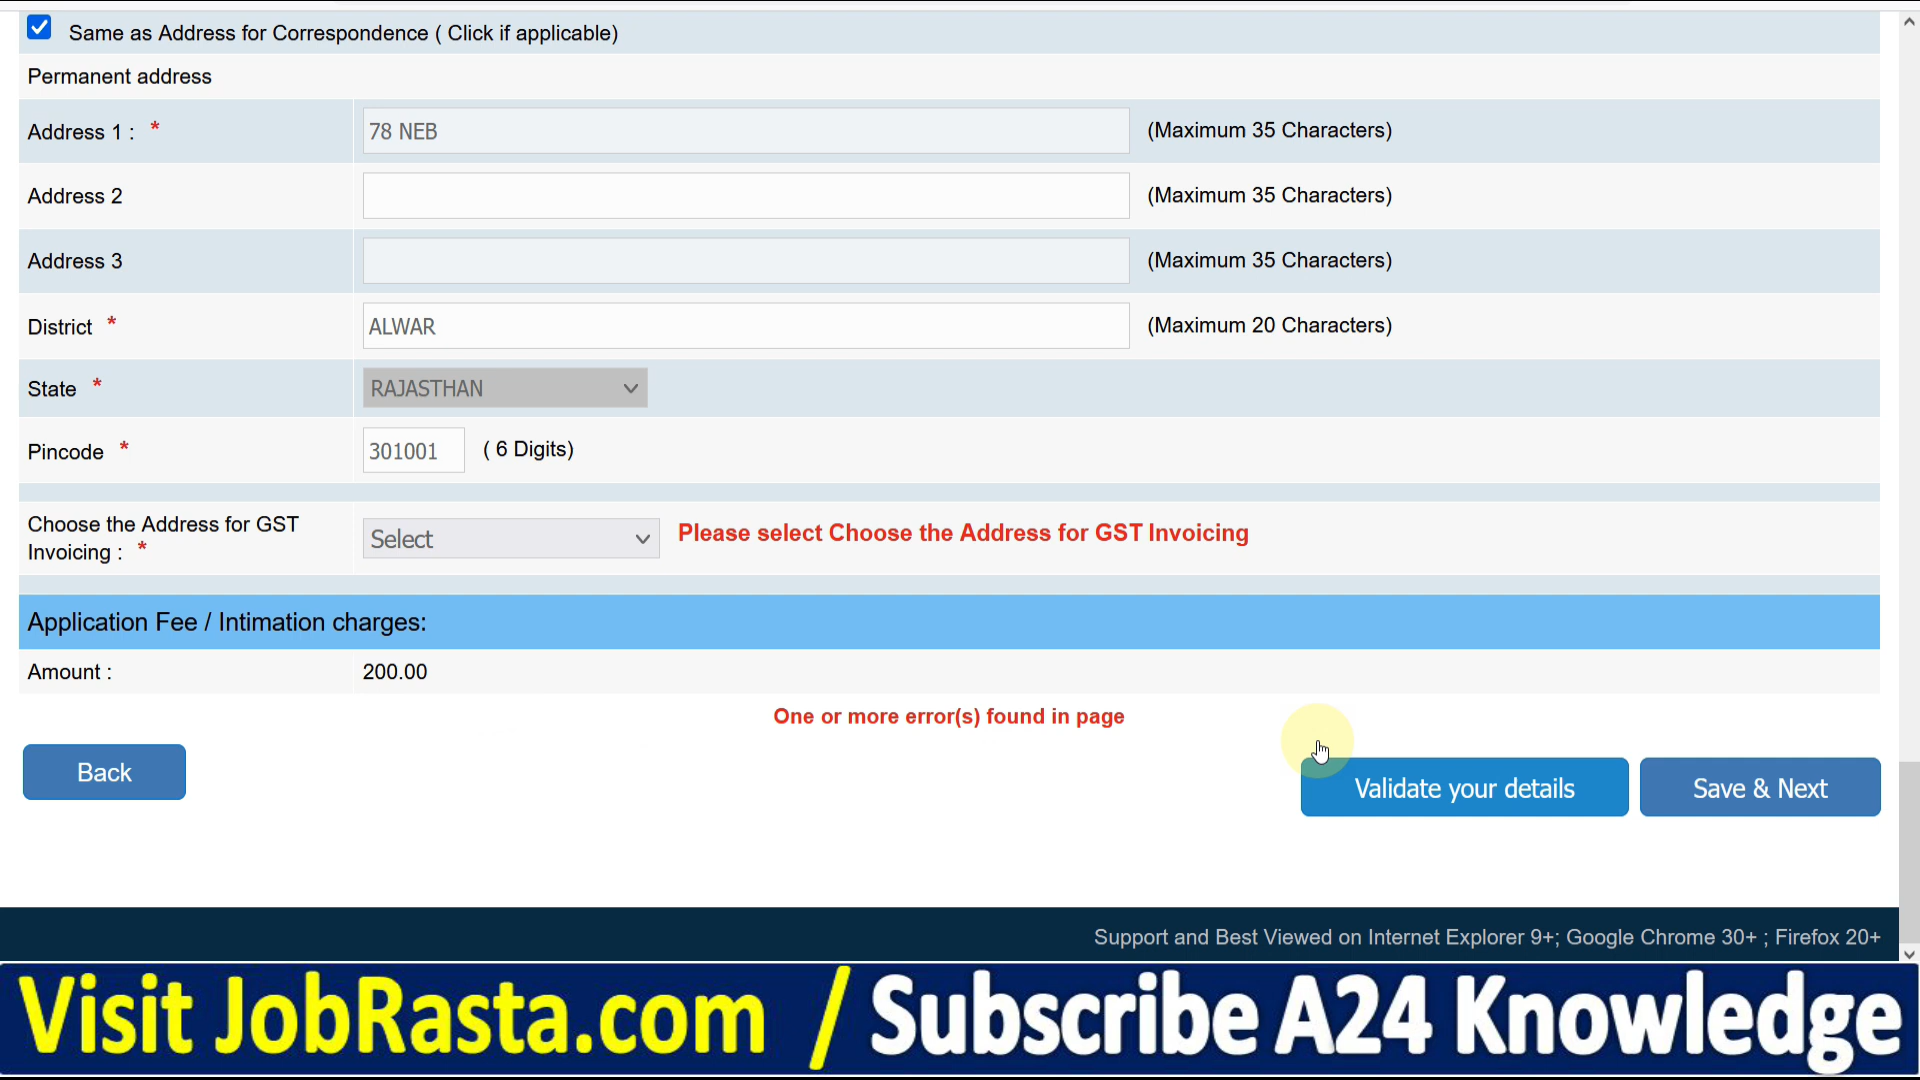 Same as Address for Correspondence ( Click if applicable)
Permanent address
Address 1 : * 78 NEB (Maximum 35 Characters)
Address 2 (Maximum 35 Characters)
Address 3 (Maximum 35 Characters)
District * ALWAR (Maximum 20 Characters)
State * RAJASTHAN
Pincode * 301001 ( 6 Digits)
Choose the Address for GST
Invoicing : * Select Please select Choose the Address for GST Invoicing
Application Fee / Intimation charges:
Amount : 200.00
One or more error(s) found in page
Back Validate your details Save & Next
Support and Best Viewed on Internet Explorer 9+; Google Chrome 30+ ; Firefox 20+
Visit JobRasta.com / Subscribe A24 Knowledge